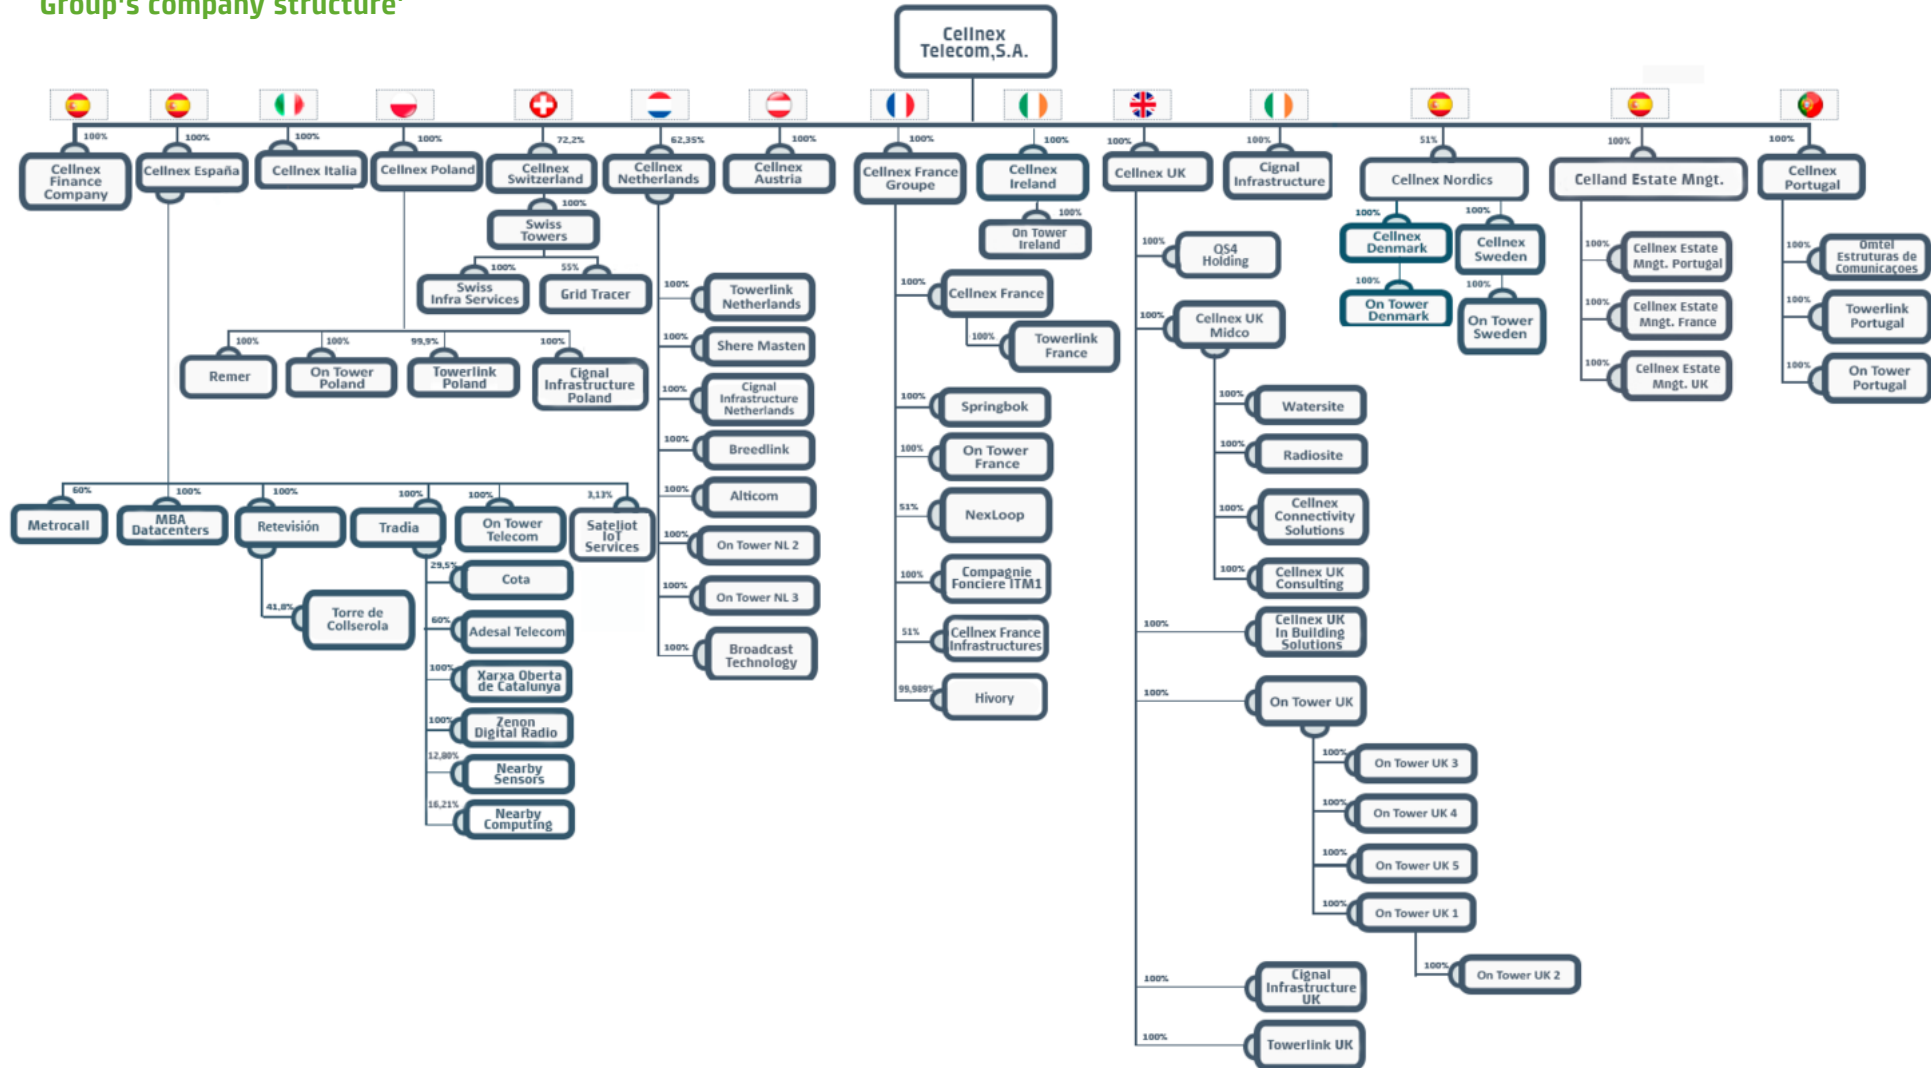 Group's company structure¹
Cellnex
Telecom,S.A.
100%
100%
100%
100%
72,2%
62,35%
100%
100%
100%
100%
100%
51%
100%
100%
Cellnex
Finance
Company
Cellnex España
Cellnex Italia
Cellnex Poland
Cellnex
Switzerland
Cellnex
Netherlands
Cellnex
Austria
Cellnex France
Groupe
Cellnex
Ireland
Cellnex UK
Cignal
Infrastructure
Cellnex Nordics
Celland Estate Mngt.
Cellnex
Portugal
100%
Swiss
Towers
100%
Swiss
Infra Services
55%
Grid Tracer
100%
Remer
100%
On Tower
Poland
99,9%
Towerlink
Poland
100%
Cignal
Infrastructure
Poland
60%
Metrocall
100%
MBA
Datacenters
100%
Retevisión
100%
Tradia
100%
On Tower
Telecom
3,13%
Sateliot
IoT
Services
41,8%
Torre de
Collserola
29,5%
Cota
60%
Adesal Telecom
100%
Xarxa Oberta
de Catalunya
100%
Zenon
Digital Radio
12,80%
Nearby
Sensors
16,21%
Nearby
Computing
100%
Towerlink
Netherlands
100%
Shere Masten
100%
Cignal
Infrastructure
Netherlands
100%
Breedlink
100%
Alticom
100%
On Tower NL 2
100%
On Tower NL 3
100%
Broadcast
Technology
100%
Cellnex France
100%
Towerlink
France
100%
Springbok
100%
On Tower
France
51%
NexLoop
100%
Compagnie
Fonciere ITM1
51%
Cellnex France
Infrastructures
99,989%
Hivory
100%
On Tower
Ireland
100%
QS4
Holding
100%
Cellnex UK
Midco
100%
Watersite
100%
Radiosite
100%
Cellnex
Connectivity
Solutions
100%
Cellnex UK
Consulting
100%
Cellnex UK
In Building
Solutions
100%
On Tower UK
100%
On Tower UK 3
100%
On Tower UK 4
100%
On Tower UK 5
100%
On Tower UK 1
100%
On Tower UK 2
100%
Cignal
Infrastructure
UK
100%
Towerlink UK
100%
Cellnex
Denmark
100%
On Tower
Denmark
100%
Cellnex
Sweden
100%
On Tower
Sweden
100%
Cellnex Estate
Mngt. Portugal
100%
Cellnex Estate
Mngt. France
100%
Cellnex Estate
Mngt. UK
100%
Omtel
Estruturas de
Comunicaçoes
100%
Towerlink
Portugal
100%
On Tower
Portugal